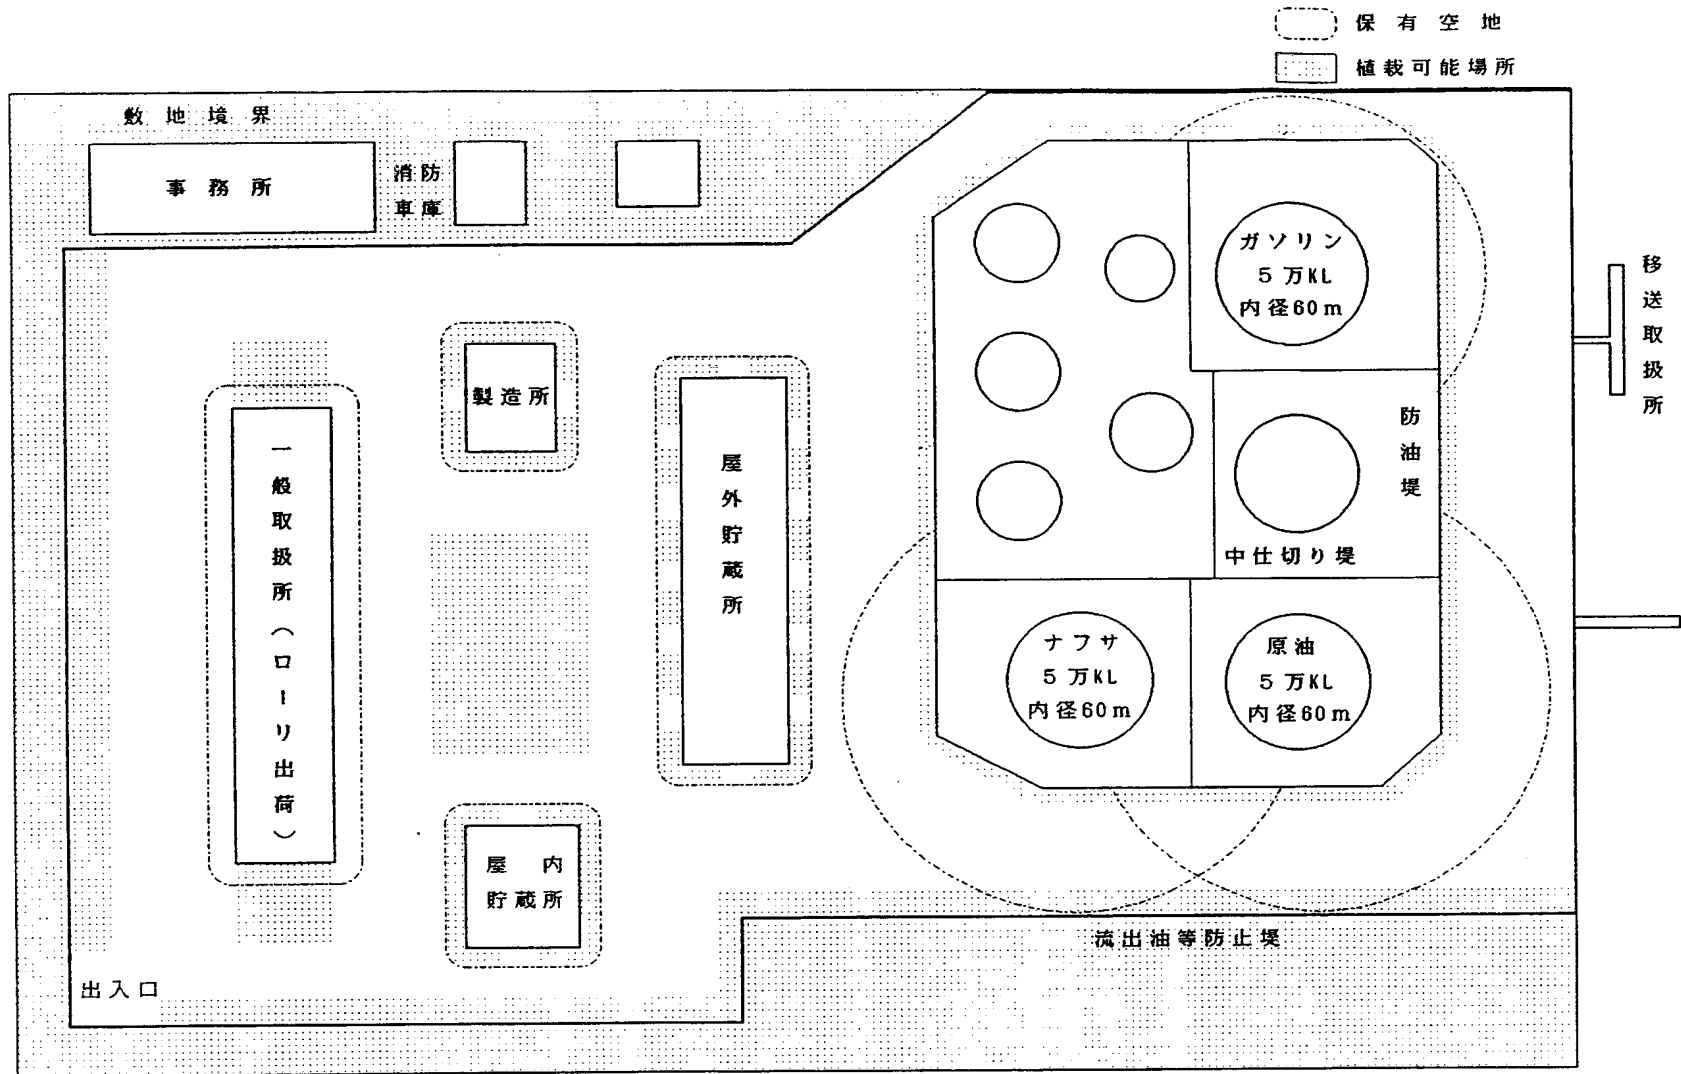 保有空地
植栽可能場所
敷地境界
事務所
消防
車庫
ガソリン
5万KL
内径60m
移送取扱所
製造所
防油堤
一般取扱所（ローリ出荷）
屋外貯蔵所
中仕切り堤
ナフサ
5万KL
内径60m
原油
5万KL
内径60m
屋内
貯蔵所
流出油等防止堤
出入口